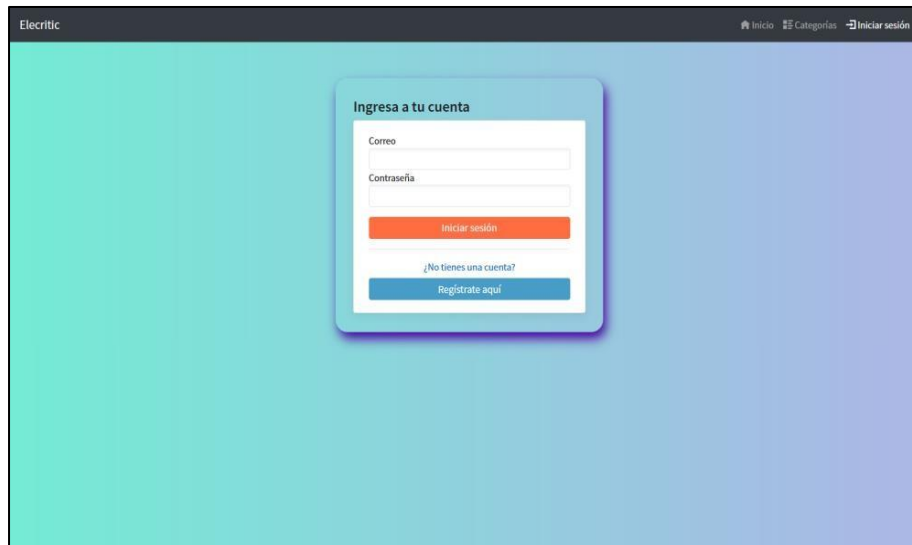 Elecritic
Inicio Categorías Iniciar sesión
Ingresa a tu cuenta
Correo
Contraseña
Iniciar sesión
¿No tienes una cuenta?
Regístrate aquí